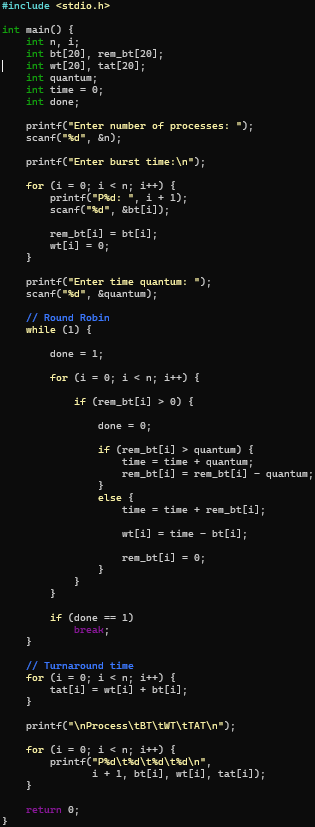 #include <stdio.h>

int main() {
    int n, i;
    int bt[20], rem_bt[20];
    int wt[20], tat[20];
    int quantum;
    int time = 0;
    int done;

    printf("Enter number of processes: ");
    scanf("%d", &n);

    printf("Enter burst time:\n");

    for (i = 0; i < n; i++) {
        printf("P%d: ", i + 1);
        scanf("%d", &bt[i]);

        rem_bt[i] = bt[i];
        wt[i] = 0;
    }

    printf("Enter time quantum: ");
    scanf("%d", &quantum);

    // Round Robin
    while (1) {

        done = 1;

        for (i = 0; i < n; i++) {

            if (rem_bt[i] > 0) {

                done = 0;

                if (rem_bt[i] > quantum) {
                    time = time + quantum;
                    rem_bt[i] = rem_bt[i] - quantum;
                }
                else {
                    time = time + rem_bt[i];

                    wt[i] = time - bt[i];

                    rem_bt[i] = 0;
                }
            }
        }

        if (done == 1)
            break;
    }

    // Turnaround time
    for (i = 0; i < n; i++) {
        tat[i] = wt[i] + bt[i];
    }

    printf("\nProcess\tBT\tWT\tTAT\n");

    for (i = 0; i < n; i++) {
        printf("P%d\t%d\t%d\t%d\n",
               i + 1, bt[i], wt[i], tat[i]);
    }

    return 0;
}